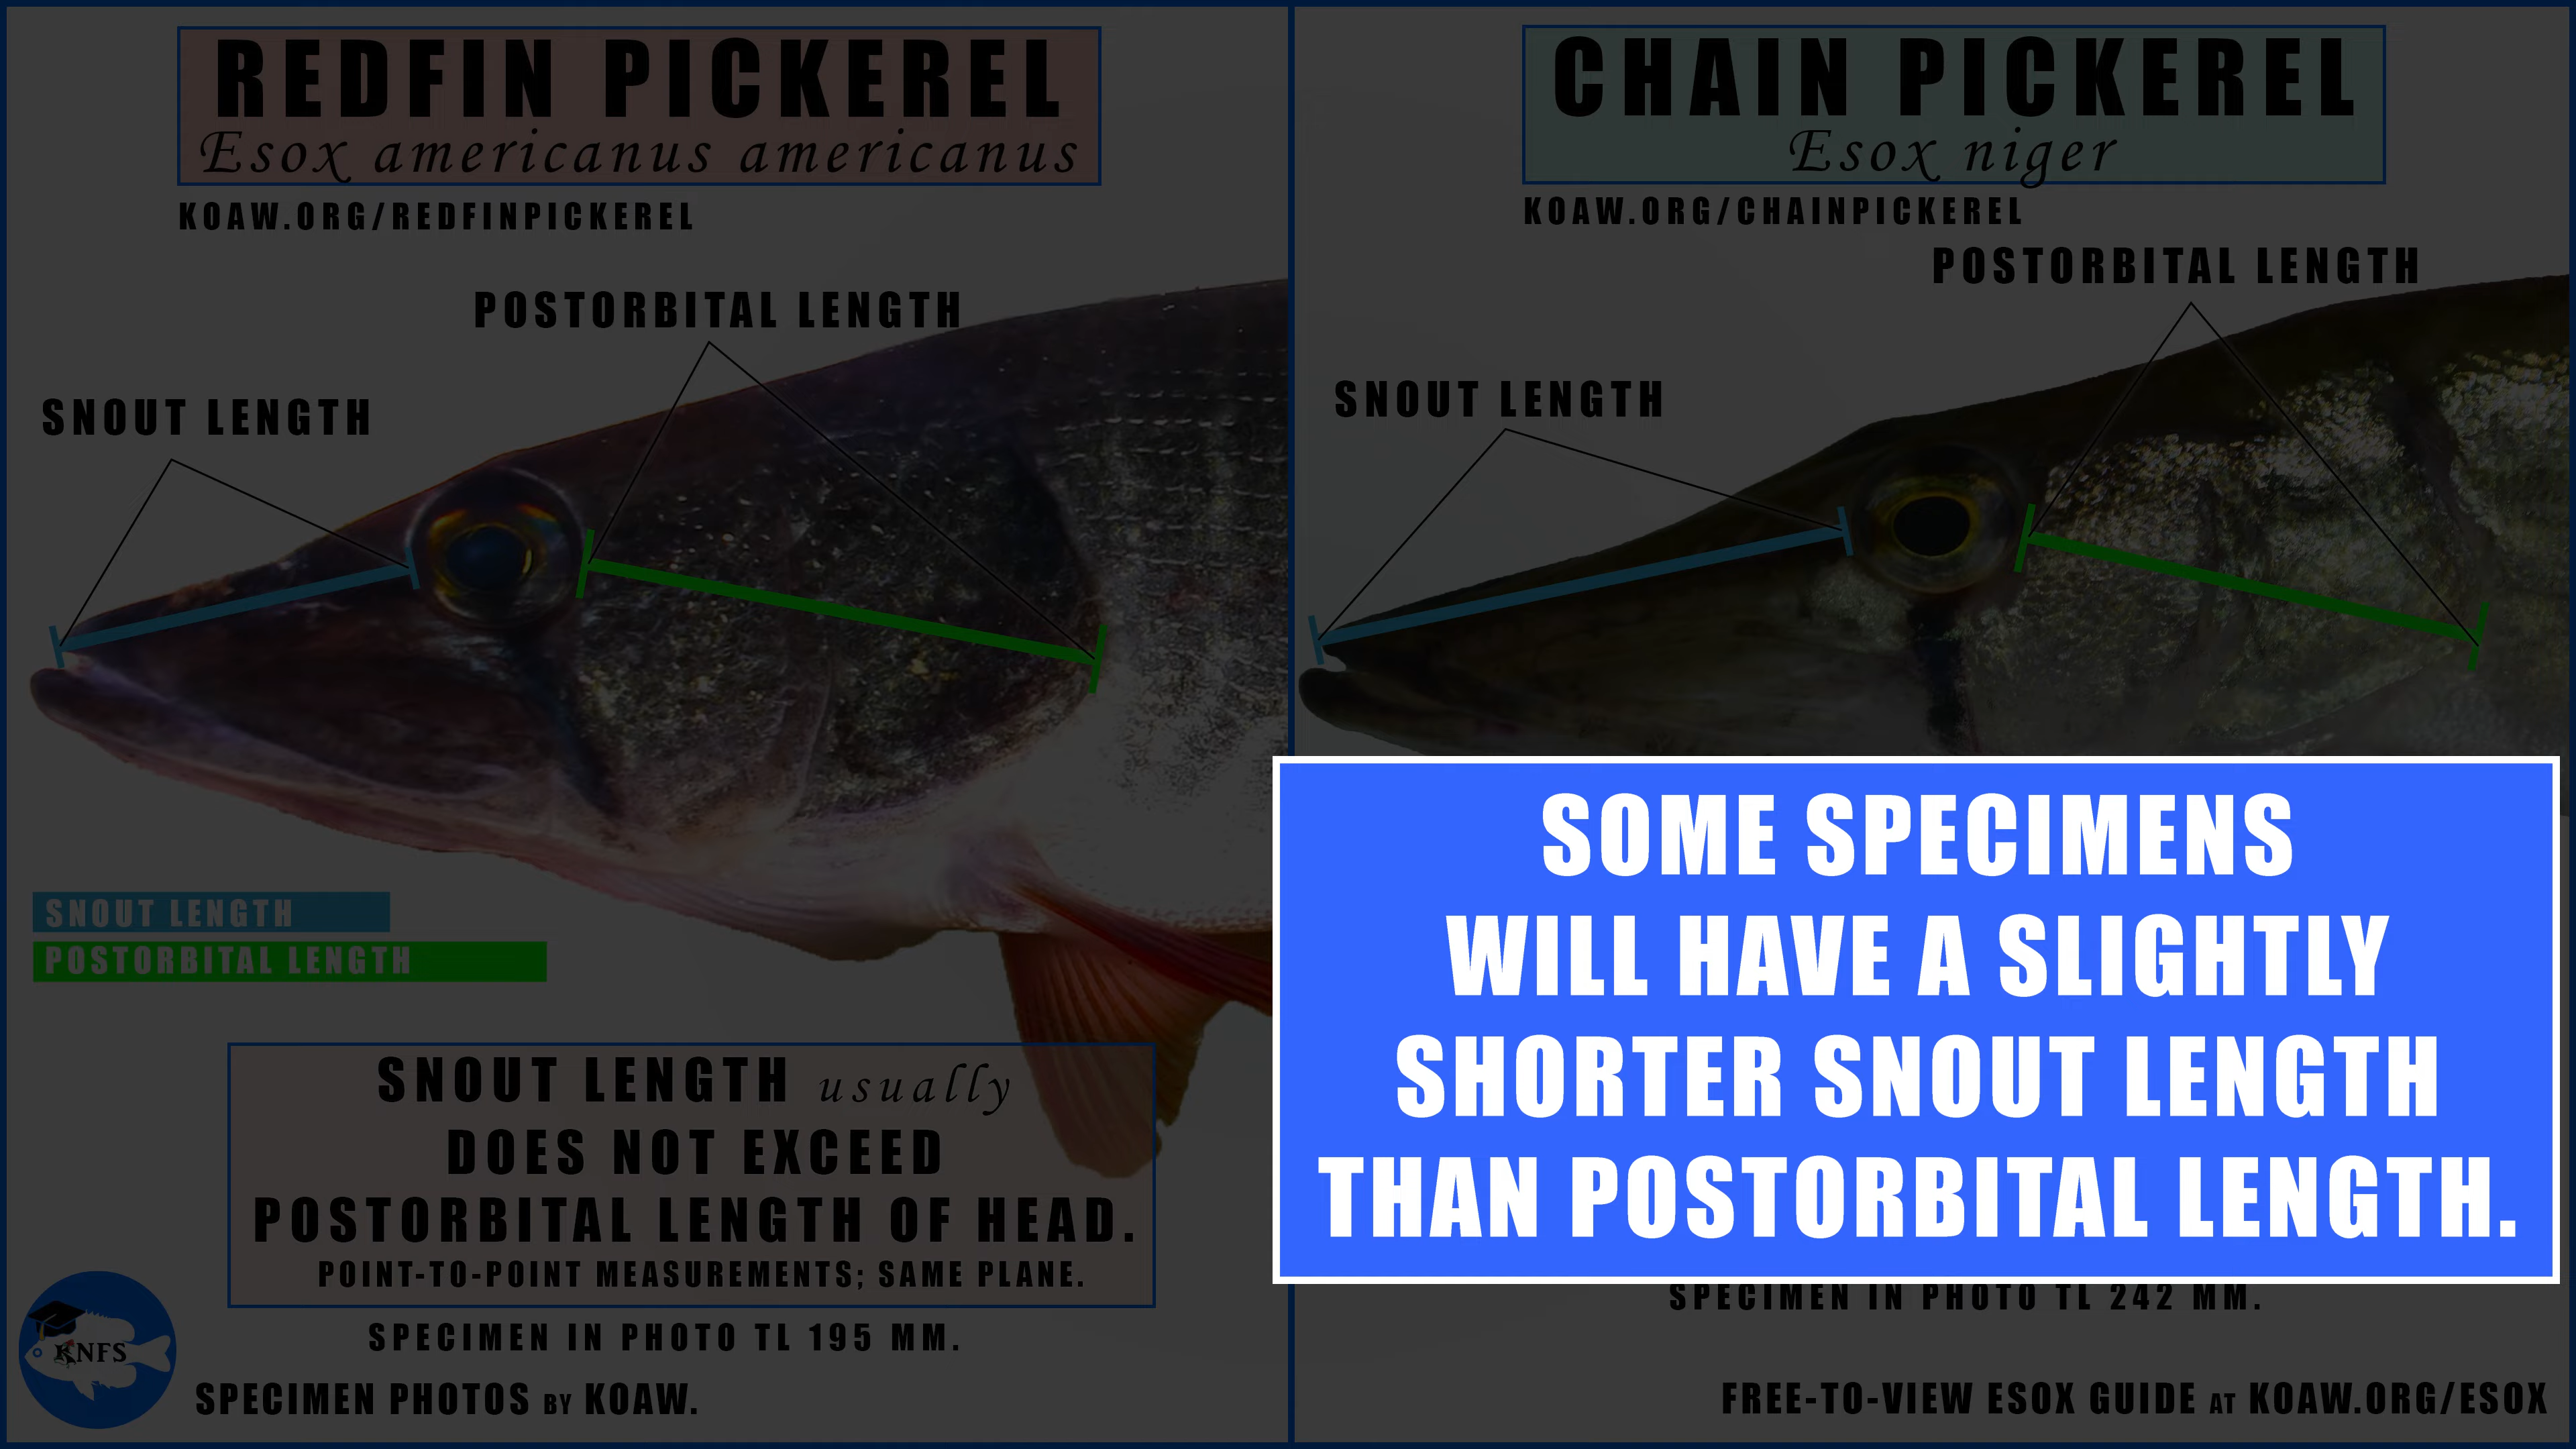 REDFIN PICKEREL
Esox americanus americanus
KOAW.ORG/REDFINPICKEREL
POSTORBITAL LENGTH
SNOUT LENGTH
SNOUT LENGTH
POSTORBITAL LENGTH
SNOUT LENGTH usually
DOES NOT EXCEED
POSTORBITAL LENGTH OF HEAD.
POINT-TO-POINT MEASUREMENTS; SAME PLANE.
SPECIMEN IN PHOTO TL 195 MM.
KNFS
SPECIMEN PHOTOS BY KOAW.
CHAIN PICKEREL
Esox niger
KOAW.ORG/CHAINPICKEREL
POSTORBITAL LENGTH
SNOUT LENGTH
SOME SPECIMENS
WILL HAVE A SLIGHTLY
SHORTER SNOUT LENGTH
THAN POSTORBITAL LENGTH.
SPECIMEN IN PHOTO TL 242 MM.
FREE-TO-VIEW ESOX GUIDE AT KOAW.ORG/ESOX